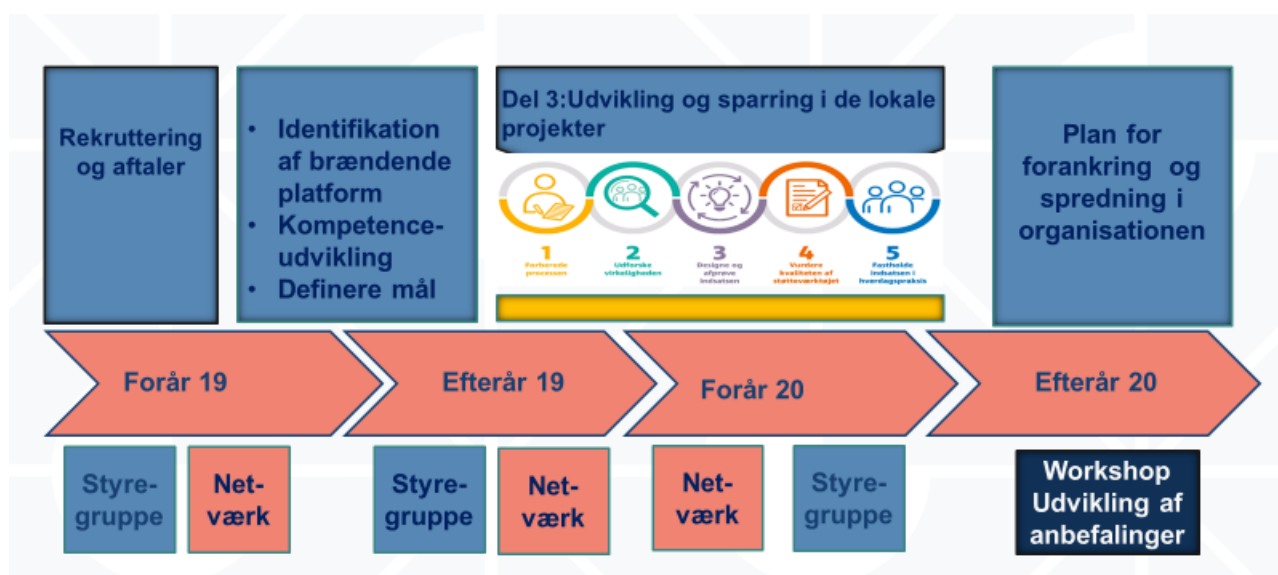 Rekruttering
og aftaler
• Identifikation
af brændende
platform
• Kompetence-
udvikling
• Definere mål
Del 3:Udvikling og sparring i de lokale
projekter
1
Forberede
processen
2
Udforske
virkeligheden
3
Designe og
afprøve
indsatsen
4
Vurdere
kvaliteten af
støtteværktøjet
5
Fastholde
indsatsen i
hverdagspraksis
Plan for
forankring og
spredning i
organisationen
Forår 19
Efterår 19
Forår 20
Efterår 20
Styre-
gruppe
Net-
værk
Styre-
gruppe
Net-
værk
Net-
værk
Styre-
gruppe
Workshop
Udvikling af
anbefalinger